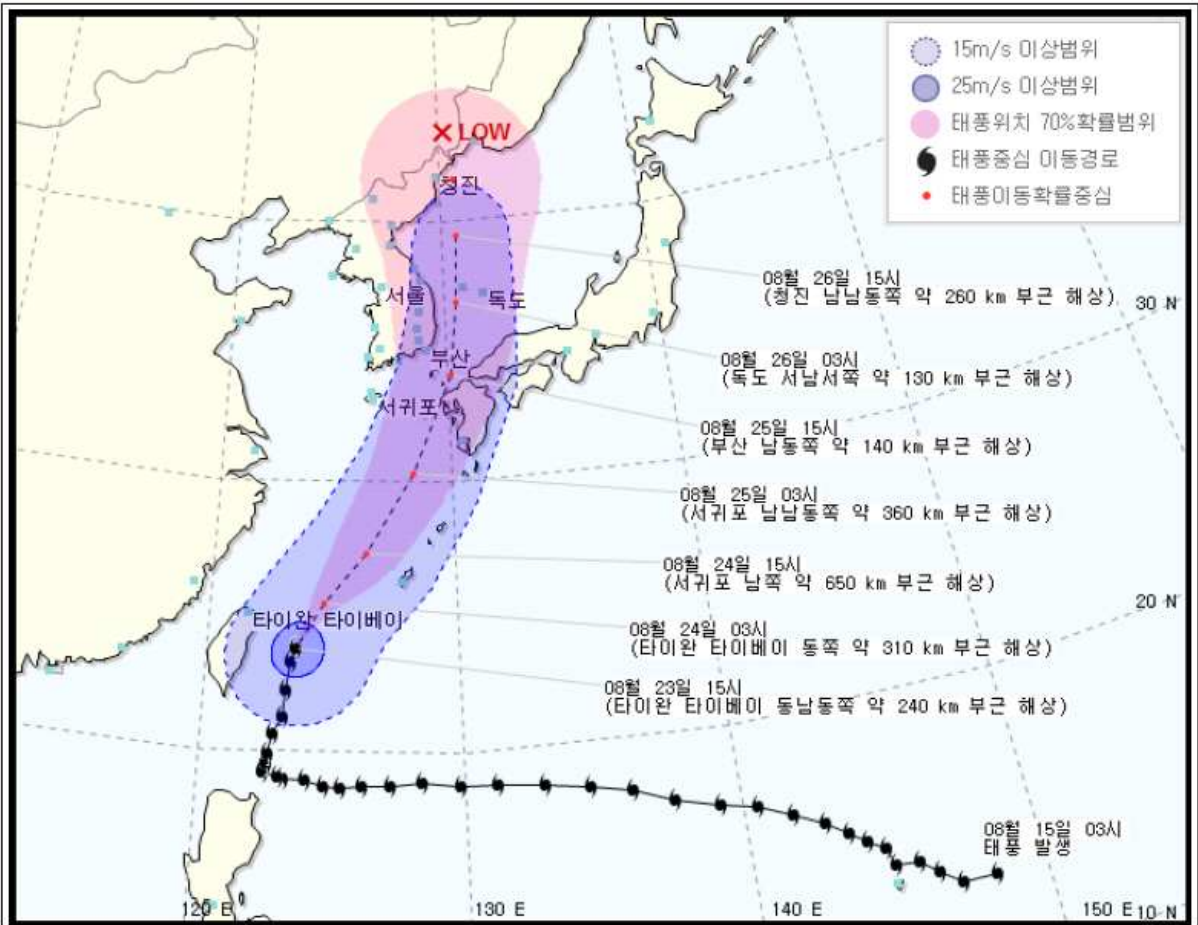 15m/s 이상범위
25m/s 이상범위
태풍위치 70%확률범위
태풍중심 이동경로
태풍이동확률중심
LOW
청진
서울
독도
부산
서귀포
타이완 타이베이
08월 26일 15시
(청진 남남동쪽 약 260 km 부근 해상)
30 N
08월 26일 03시
(독도 서남서쪽 약 130 km 부근 해상)
08월 25일 15시
(부산 남동쪽 약 140 km 부근 해상)
08월 25일 03시
(서귀포 남남동쪽 약 360 km 부근 해상)
08월 24일 15시
(서귀포 남쪽 약 650 km 부근 해상)
20 N
08월 24일 03시
(타이완 타이베이 동쪽 약 310 km 부근 해상)
08월 23일 15시
(타이완 타이베이 동남동쪽 약 240 km 부근 해상)
08월 15일 03시
태풍 발생
120 E
130 E
140 E
150 E
10 N